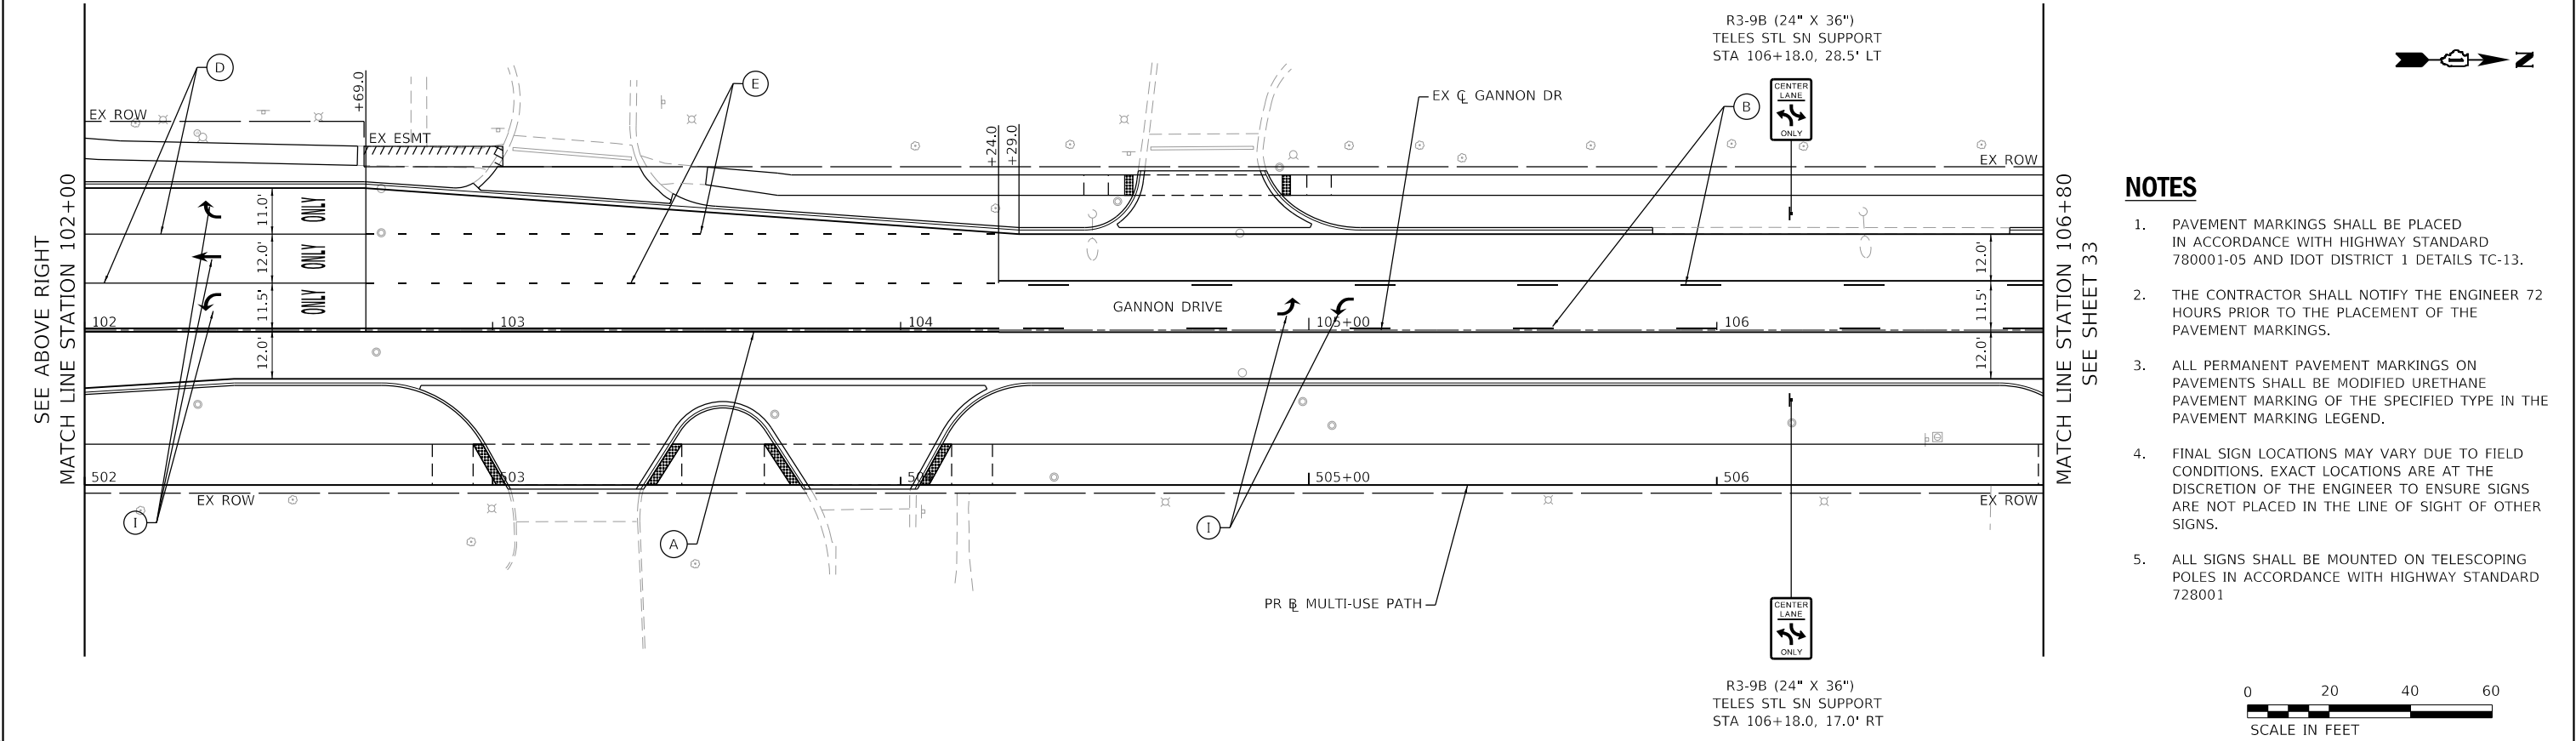 R3-9B (24" X 36")
TELES STL SN SUPPORT
STA 106+18.0, 28.5' LT
CENTER
LANE
ONLY
N
D
E
B
+69.0
+24.0
+29.0
EX ROW
EX ESMT
EX ℄ GANNON DR
EX ROW
SEE ABOVE RIGHT
MATCH LINE STATION 102+00
11.0'
12.0'
11.5'
12.0'
ONLY
ONLY
ONLY
GANNON DRIVE
102
103
104
105+00
106
12.0'
11.5'
12.0'
MATCH LINE STATION 106+80
SEE SHEET 33
502
503
505+00
506
EX ROW
EX ROW
I
A
I
PR BL MULTI-USE PATH
CENTER
LANE
ONLY
R3-9B (24" X 36")
TELES STL SN SUPPORT
STA 106+18.0, 17.0' RT
NOTES
1. PAVEMENT MARKINGS SHALL BE PLACED
IN ACCORDANCE WITH HIGHWAY STANDARD
780001-05 AND IDOT DISTRICT 1 DETAILS TC-13.
2. THE CONTRACTOR SHALL NOTIFY THE ENGINEER 72
HOURS PRIOR TO THE PLACEMENT OF THE
PAVEMENT MARKINGS.
3. ALL PERMANENT PAVEMENT MARKINGS ON
PAVEMENTS SHALL BE MODIFIED URETHANE
PAVEMENT MARKING OF THE SPECIFIED TYPE IN THE
PAVEMENT MARKING LEGEND.
4. FINAL SIGN LOCATIONS MAY VARY DUE TO FIELD
CONDITIONS. EXACT LOCATIONS ARE AT THE
DISCRETION OF THE ENGINEER TO ENSURE SIGNS
ARE NOT PLACED IN THE LINE OF SIGHT OF OTHER
SIGNS.
5. ALL SIGNS SHALL BE MOUNTED ON TELESCOPING
POLES IN ACCORDANCE WITH HIGHWAY STANDARD
728001
0 20 40 60
SCALE IN FEET